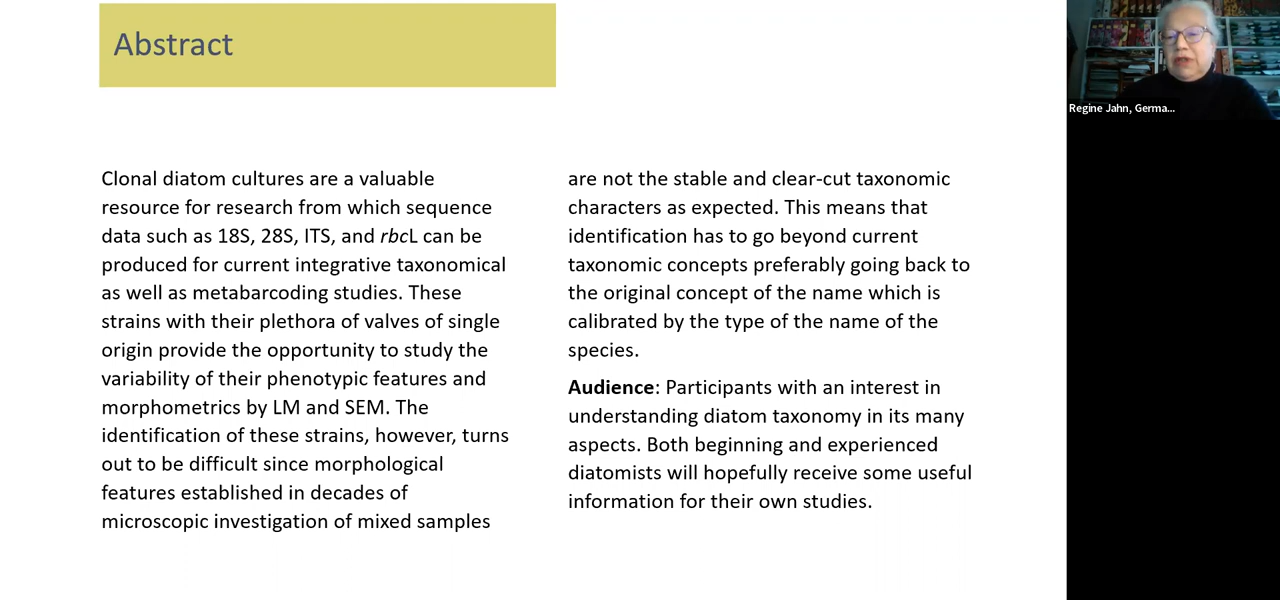 Abstract
Clonal diatom cultures are a valuable
resource for research from which sequence
data such as 18S, 28S, ITS, and rbcL can be
produced for current integrative taxonomical
as well as metabarcoding studies. These
strains with their plethora of valves of single
origin provide the opportunity to study the
variability of their phenotypic features and
morphometrics by LM and SEM. The
identification of these strains, however, turns
out to be difficult since morphological
features established in decades of
microscopic investigation of mixed samples
are not the stable and clear-cut taxonomic
characters as expected. This means that
identification has to go beyond current
taxonomic concepts preferably going back to
the original concept of the name which is
calibrated by the type of the name of the
species.
Audience: Participants with an interest in
understanding diatom taxonomy in its many
aspects. Both beginning and experienced
diatomists will hopefully receive some useful
information for their own studies.
Regine Jahn, Germa...